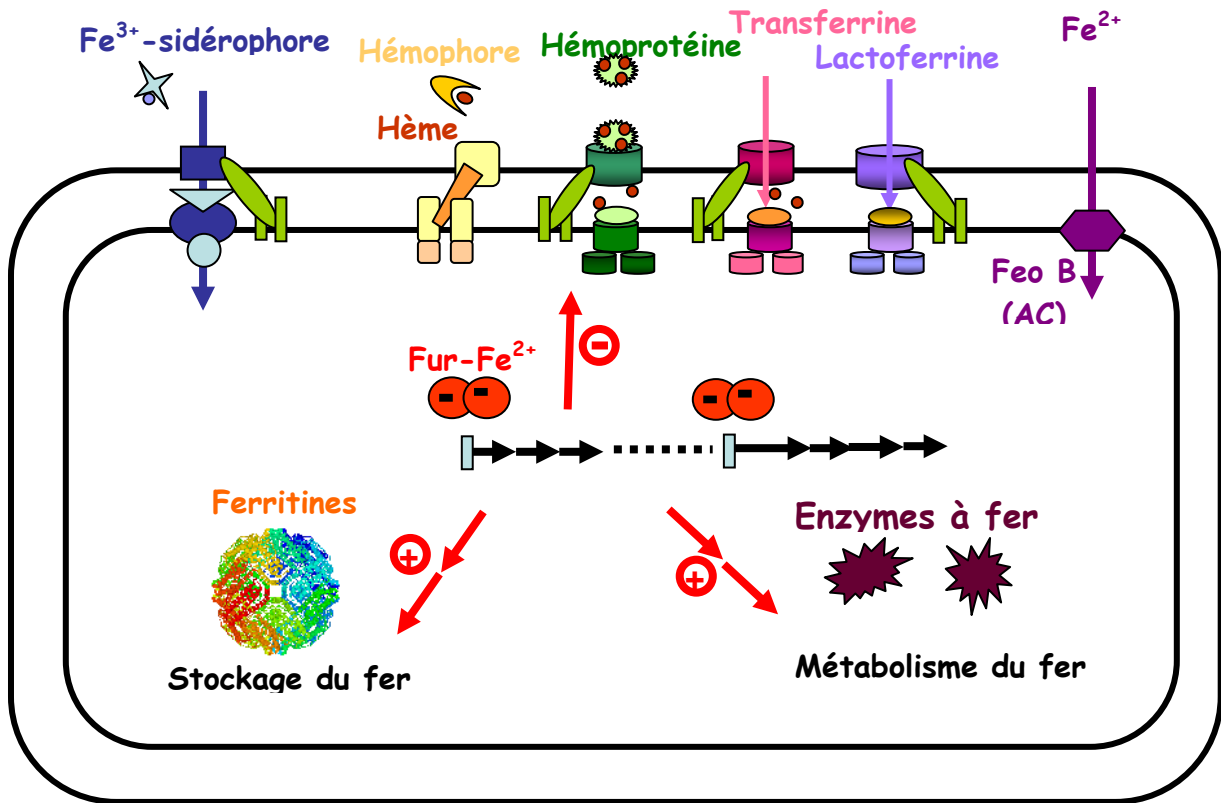 Fe³⁺-sidérophore
Hémophore
Hème
Hémoprotéine
Transferrine
Lactoferrine
Fe²⁺
Feo B
(AC)
Fur-Fe²⁺
-
- -
- -
Ferritines
+
Stockage du fer
+
Enzymes à fer
Métabolisme du fer